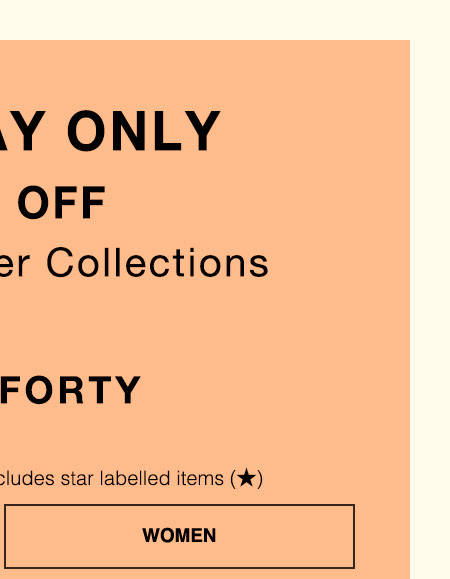 AY ONLY
OFF
er Collections
FORTY
cludes star labelled items (★)
WOMEN